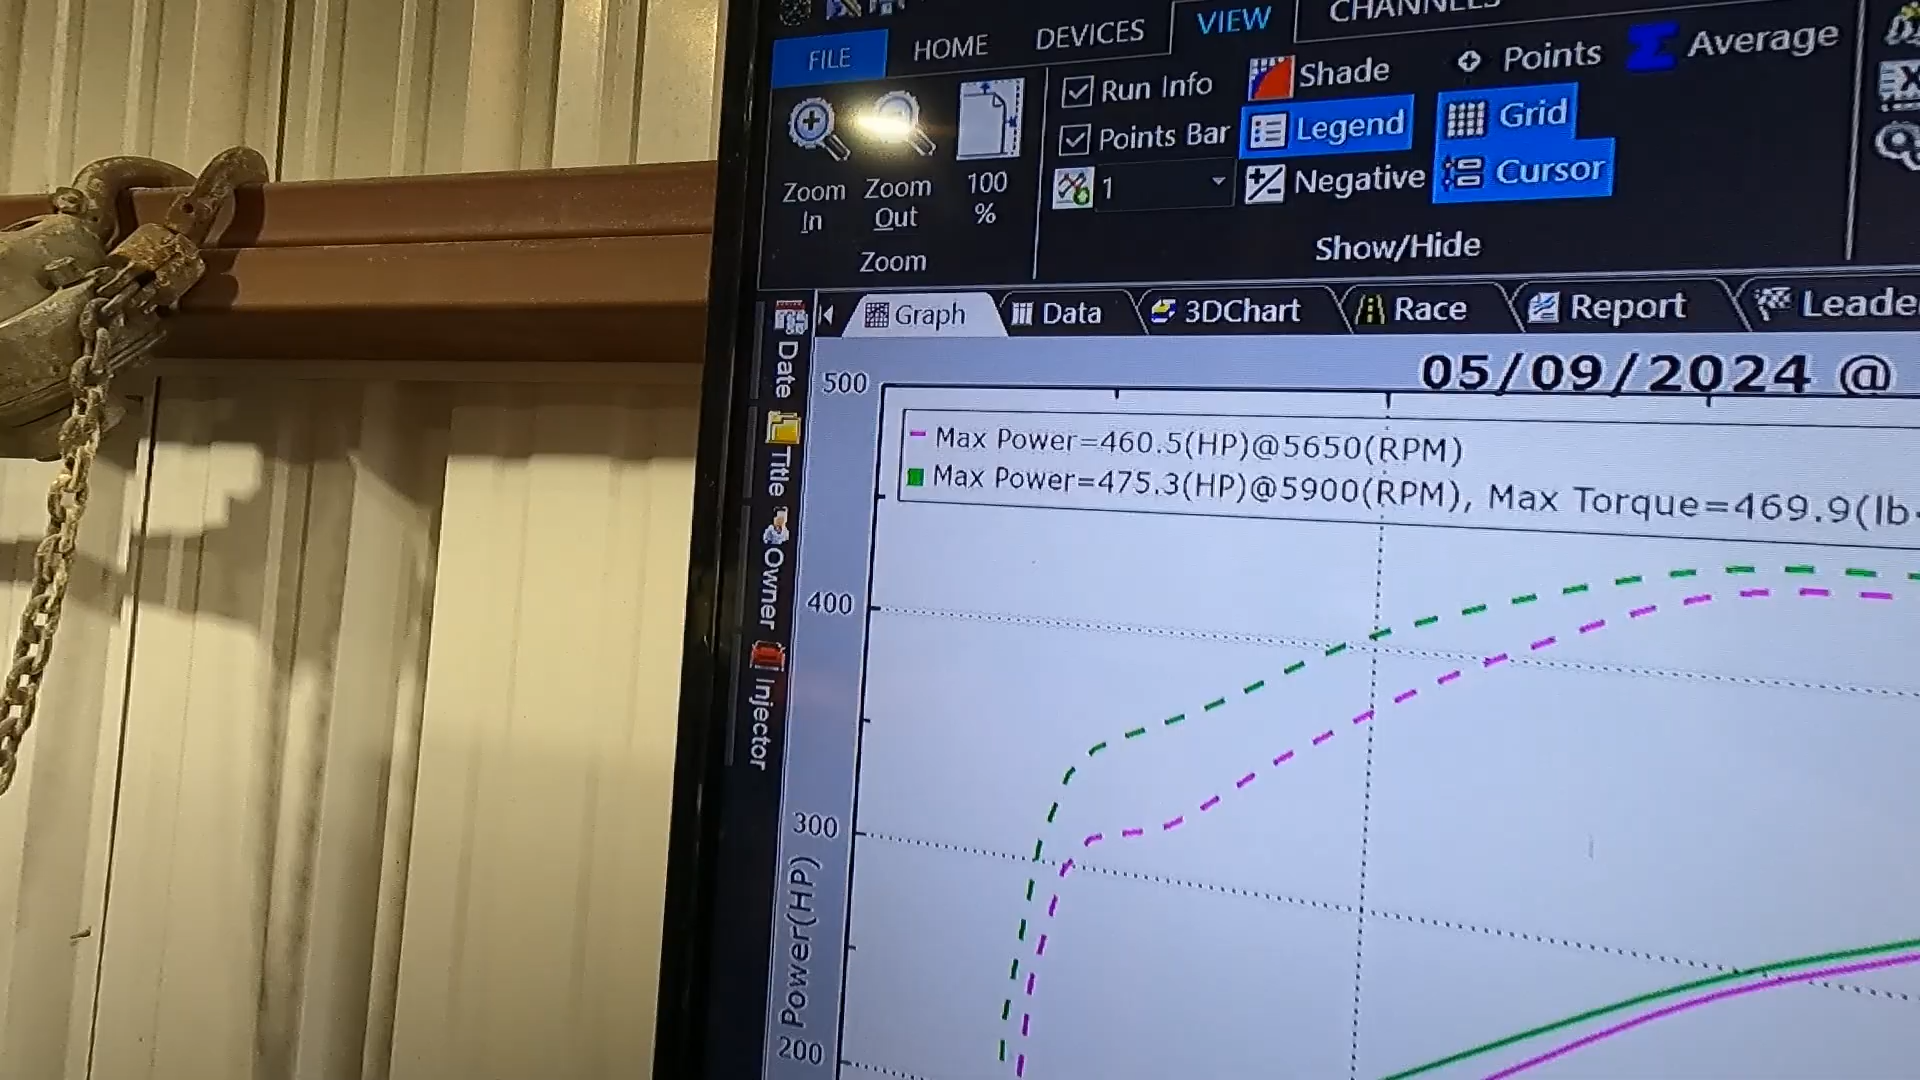 FILE HOME DEVICES VIEW CHANNELS
Zoom In
Zoom Out
100 %
Zoom
Run Info
Points Bar
1
Shade
Legend
Negative
Points
Grid
Cursor
Average
Show/Hide
Graph Data 3DChart Race Report Leade
Date Title Owner Injector
05/09/2024 @
500
Max Power=460.5(HP)@5650(RPM)
Max Power=475.3(HP)@5900(RPM), Max Torque=469.9(lb-
400
300
200
Power(HP)